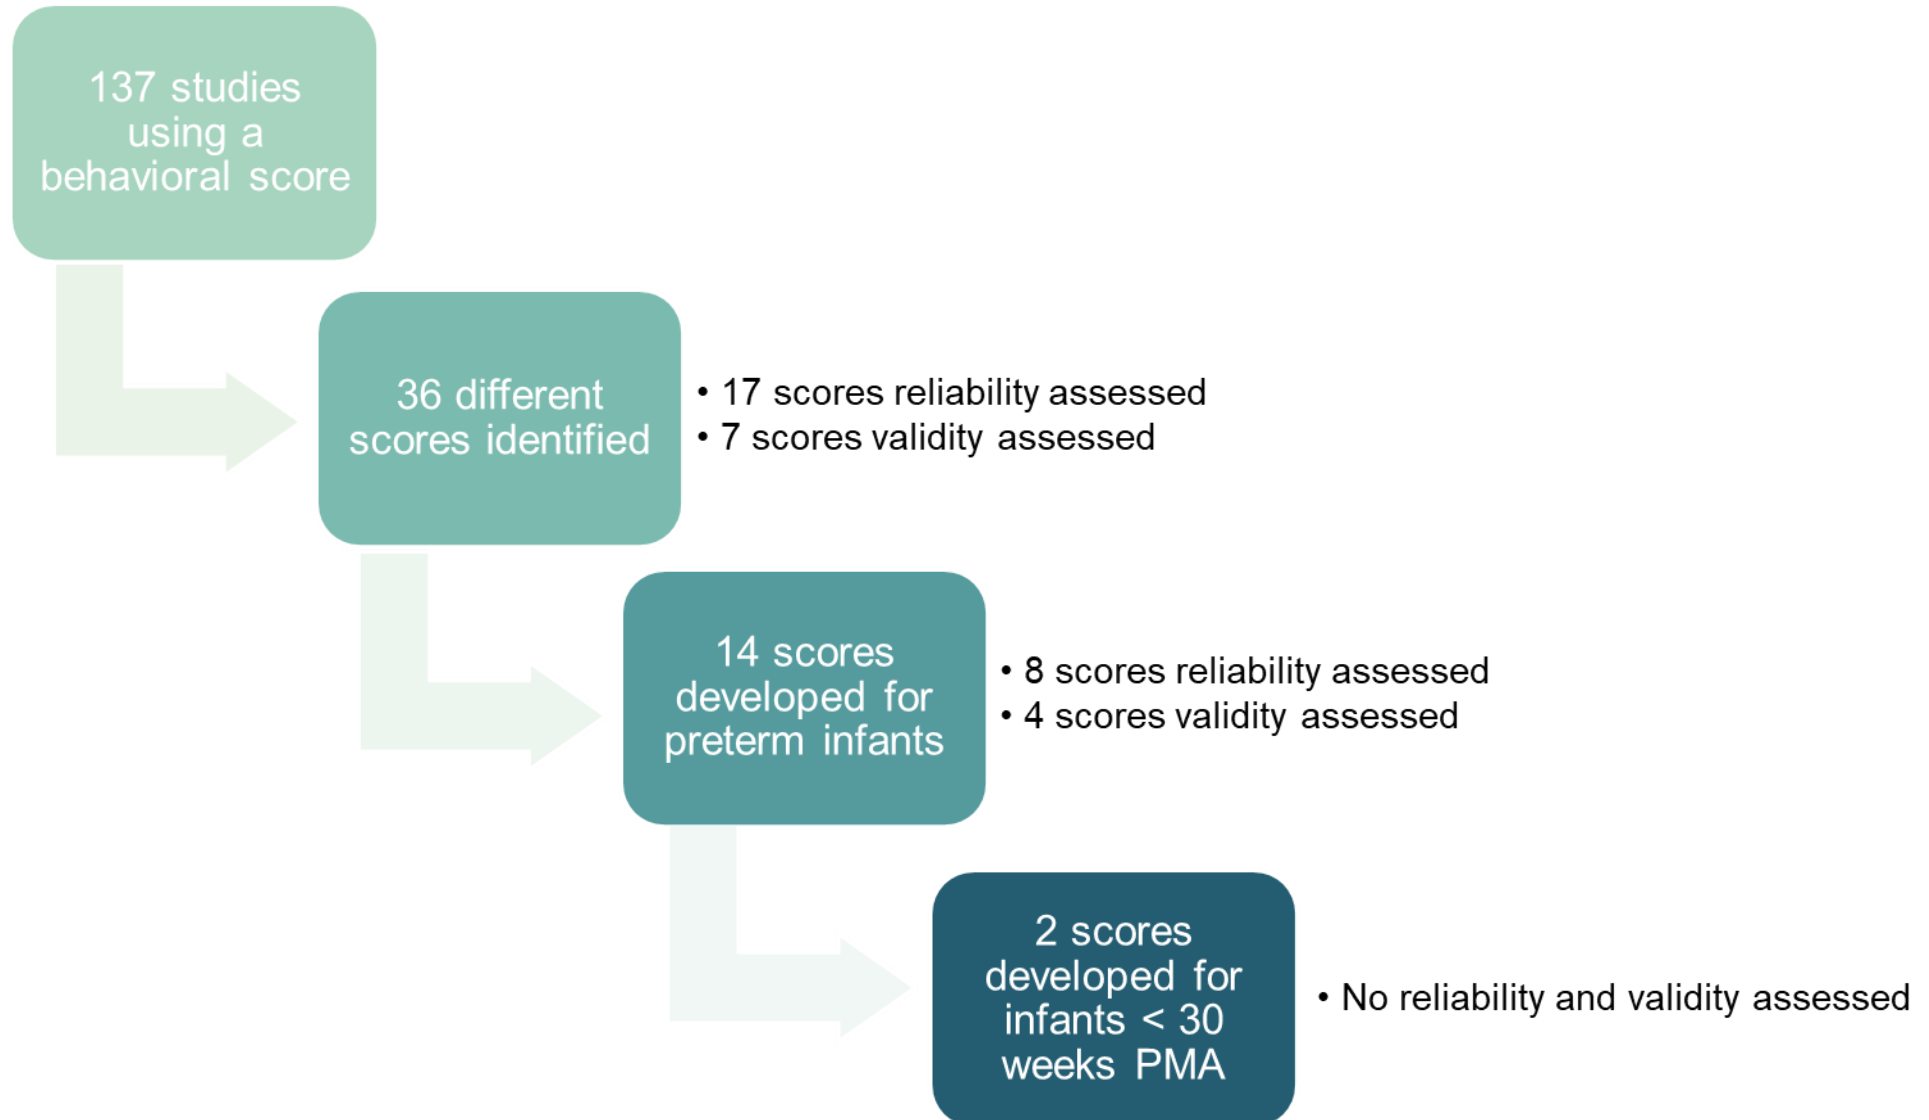 137 studies
using a
behavioral score
36 different
scores identified
• 17 scores reliability assessed
• 7 scores validity assessed
14 scores
developed for
preterm infants
• 8 scores reliability assessed
• 4 scores validity assessed
2 scores
developed for
infants < 30
weeks PMA
• No reliability and validity assessed